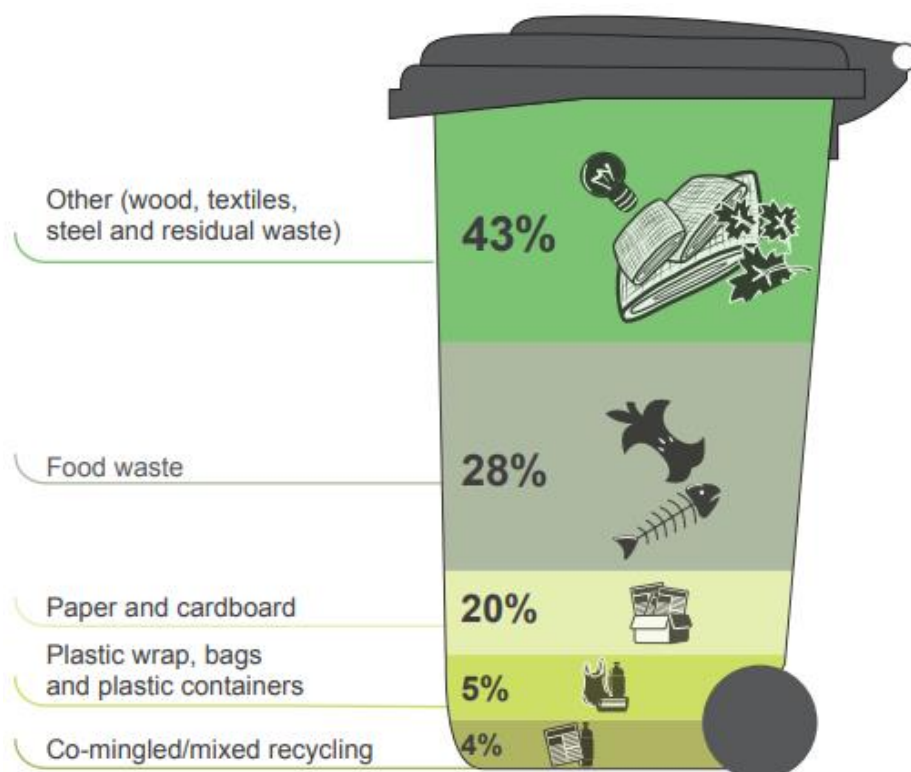 Other (wood, textiles,
steel and residual waste)
43%
Food waste
28%
Paper and cardboard
20%
Plastic wrap, bags
and plastic containers
5%
Co-mingled/mixed recycling
4%